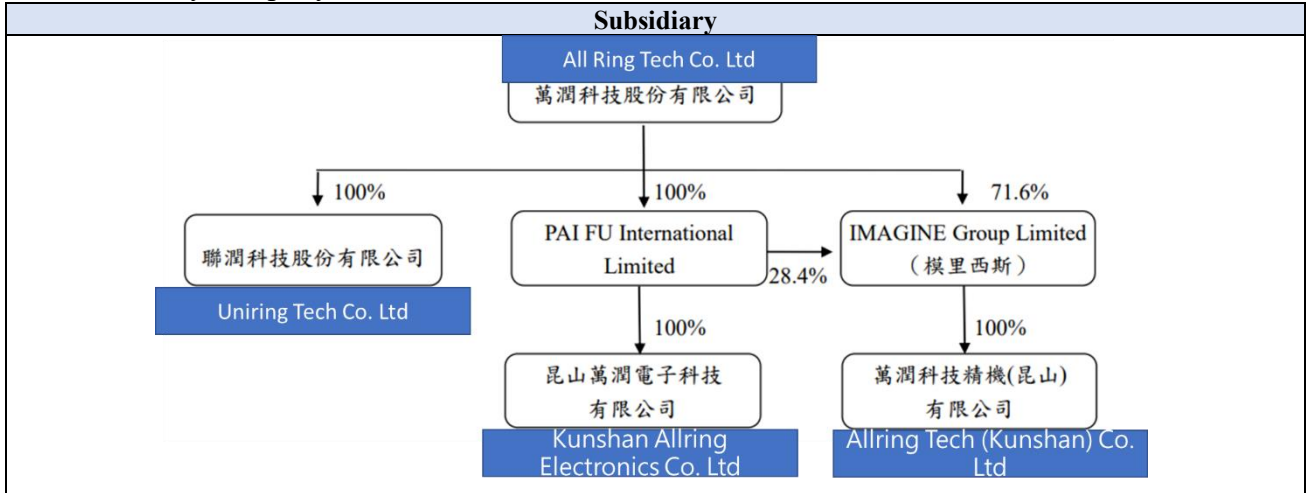 Subsidiary
All Ring Tech Co. Ltd
萬潤科技股份有限公司
100%
100%
71.6%
聯潤科技股份有限公司
PAI FU International
Limited
28.4%
IMAGINE Group Limited
(模里西斯)
Uniring Tech Co. Ltd
100%
100%
昆山萬潤電子科技
有限公司
萬潤科技精機(昆山)
有限公司
Kunshan Allring
Electronics Co. Ltd
Allring Tech (Kunshan) Co.
Ltd